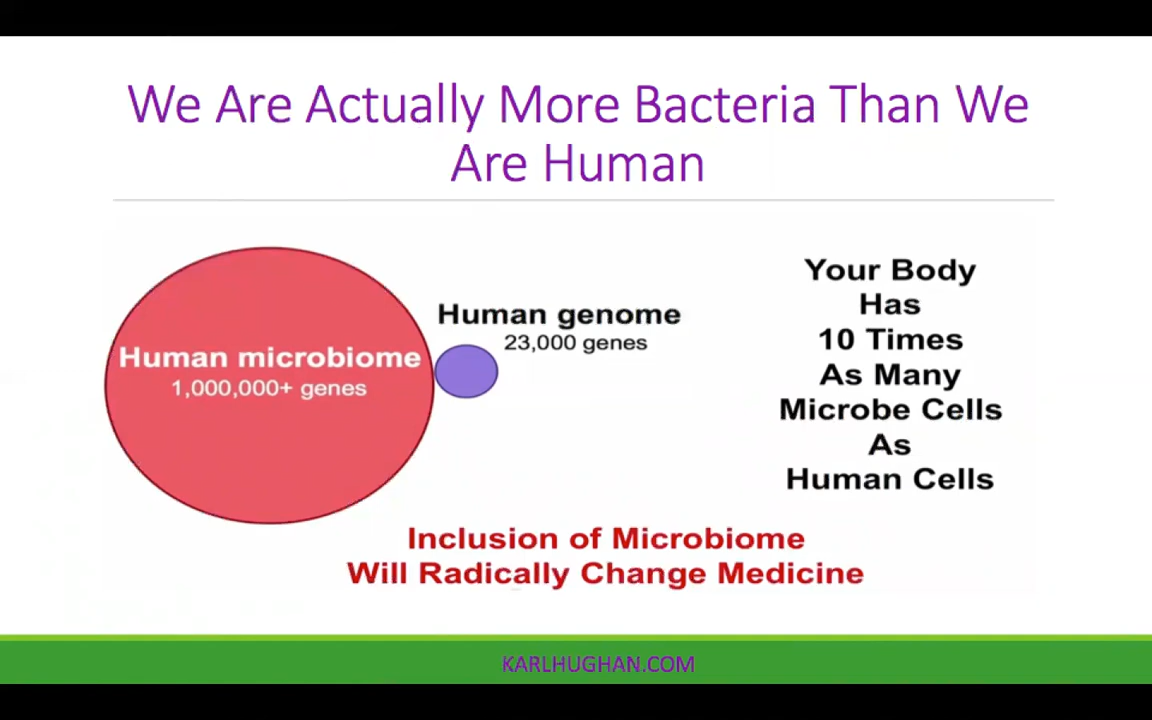 We Are Actually More Bacteria Than We
Are Human
Human microbiome
1,000,000+ genes
Human genome
23,000 genes
Your Body
Has
10 Times
As Many
Microbe Cells
As
Human Cells
Inclusion of Microbiome
Will Radically Change Medicine
KARLHUGHAN.COM